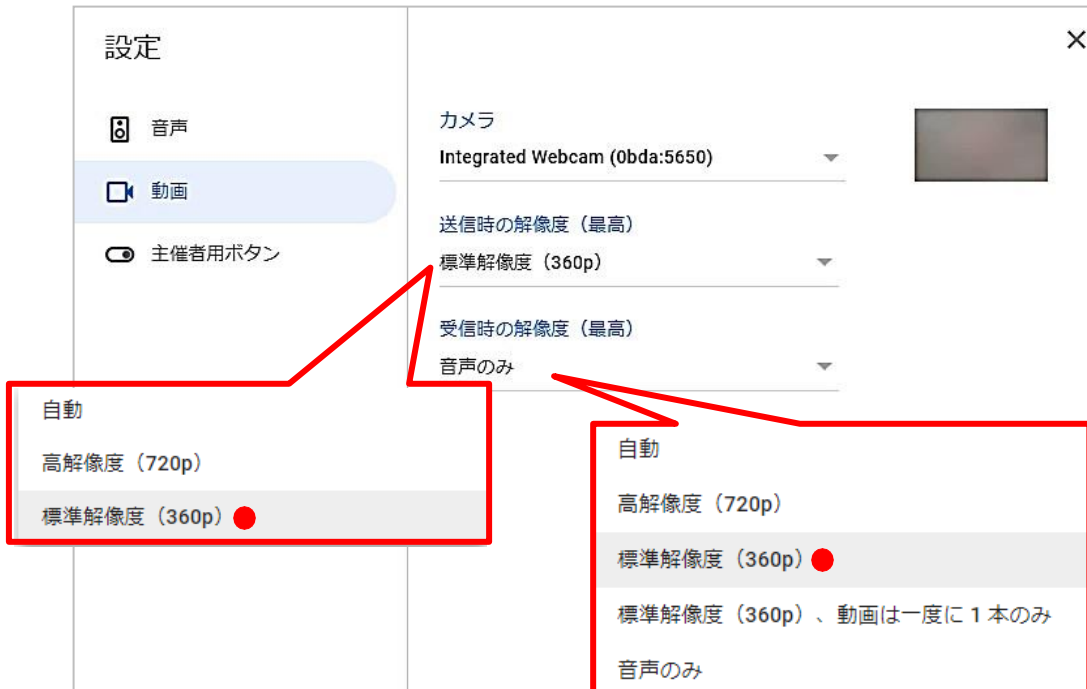 設定
音声
動画
主催者用ボタン
カメラ
Integrated Webcam (0bda:5650)
送信時の解像度（最高）
標準解像度（360p）
受信時の解像度（最高）
音声のみ
自動
高解像度（720p）
標準解像度（360p）
自動
高解像度（720p）
標準解像度（360p）
標準解像度（360p）、動画は一度に 1 本のみ
音声のみ